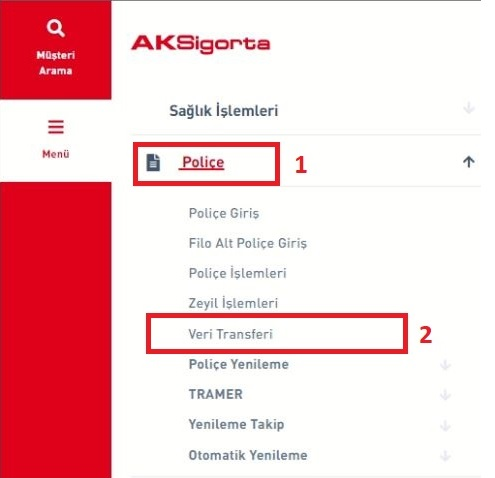 Müşteri
Arama
Menü
AKSigorta
Sağlık İşlemleri
Poliçe
1
Poliçe Giriş
Filo Alt Poliçe Giriş
Poliçe İşlemleri
Zeyil İşlemleri
Veri Transferi
2
Poliçe Yenileme
TRAMER
Yenileme Takip
Otomatik Yenileme